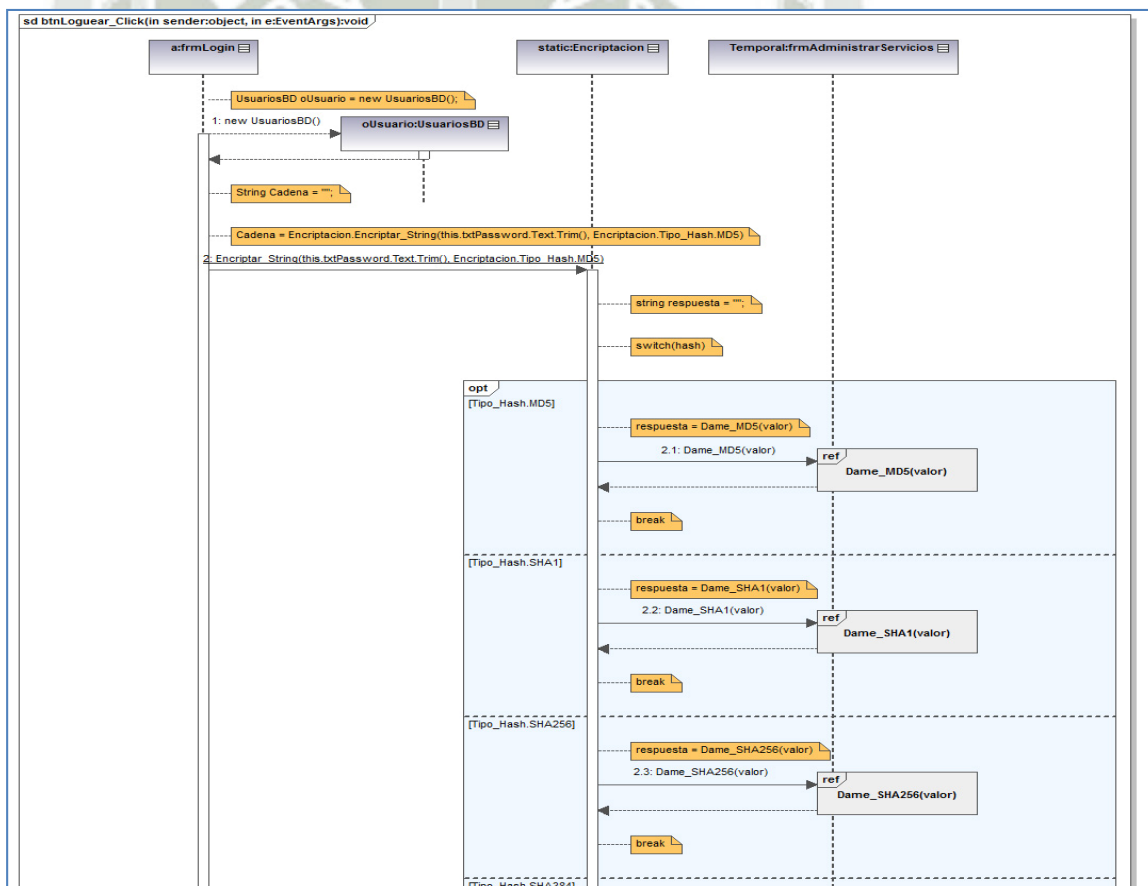 sd btnLoguear_Click(in sender:object, in e:EventArgs):void
a:frmLogin
static:Encriptacion
Temporal:frmAdministrarServicios
UsuariosBD oUsuario = new UsuariosBD();
1: new UsuariosBD()
oUsuario:UsuariosBD
String Cadena = "";
Cadena = Encriptacion.Encriptar_String(this.txtPassword.Text.Trim(), Encriptacion.Tipo_Hash.MD5)
2: Encriptar_String(this.txtPassword.Text.Trim(), Encriptacion.Tipo_Hash.MD5)
string respuesta = "";
switch(hash)
opt
[Tipo_Hash.MD5]
respuesta = Dame_MD5(valor)
2.1: Dame_MD5(valor)
ref
Dame_MD5(valor)
break
[Tipo_Hash.SHA1]
respuesta = Dame_SHA1(valor)
2.2: Dame_SHA1(valor)
ref
Dame_SHA1(valor)
break
[Tipo_Hash.SHA256]
respuesta = Dame_SHA256(valor)
2.3: Dame_SHA256(valor)
ref
Dame_SHA256(valor)
break
[Tipo_Hash.SHA384]